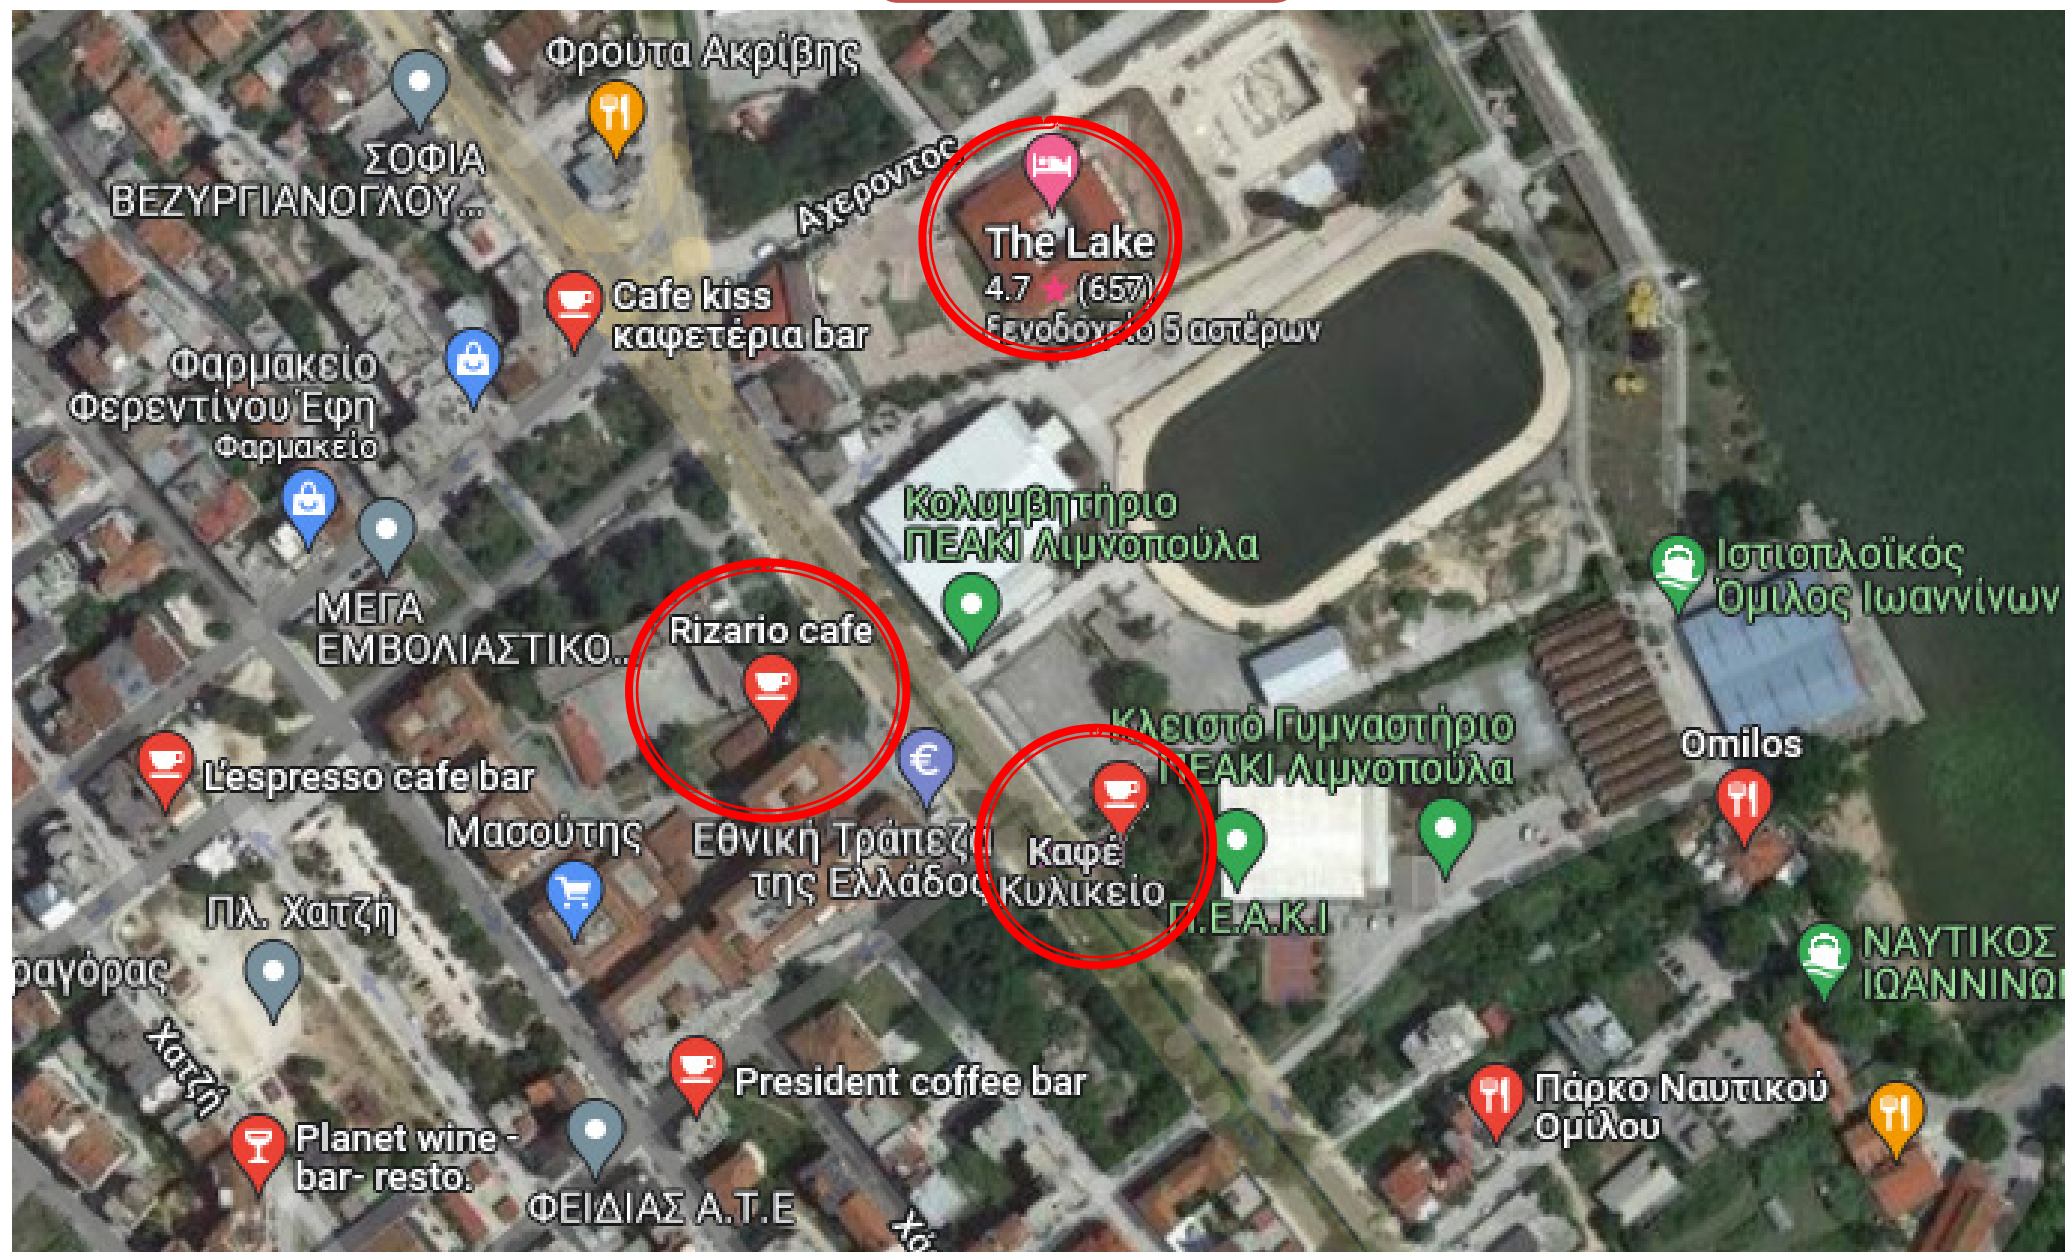 Φρούτα Ακρίβης
ΣΟΦΙΑ
ΒΕΖΥΡΓΙΑΝΟΓΛΟΥ...
Αχεροντος
The Lake
4.7 ★ (657)
Ξενοδοχείο 5 αστέρων
Cafe kiss
καφετέρια bar
Φαρμακείο
Φερεντίνου Έφη
Φαρμακείο
Κολυμβητήριο
ΠΕΑΚΙ Λιμνοπούλα
Ιστιοπλοϊκός
Όμιλος Ιωαννίνων
ΜΕΓΑ
ΕΜΒΟΛΙΑΣΤΙΚΟ...
Rizario cafe
Κλειστό Γυμναστήριο
ΠΕΑΚΙ Λιμνοπούλα
Omilos
L'espresso cafe bar
Μασούτης
Εθνική Τράπεζα
της Ελλάδος
€
Καφέ
Κυλικείο
Π.Ε.Α.Κ.Ι
Πλ. Χατζή
ραγόρας
ΝΑΥΤΙΚΟΣ
ΙΩΑΝΝΙΝΩΝ
Χατζή
President coffee bar
Πάρκο Ναυτικού
Ομίλου
Planet wine -
bar- resto.
ΦΕΙΔΙΑΣ Α.Τ.Ε